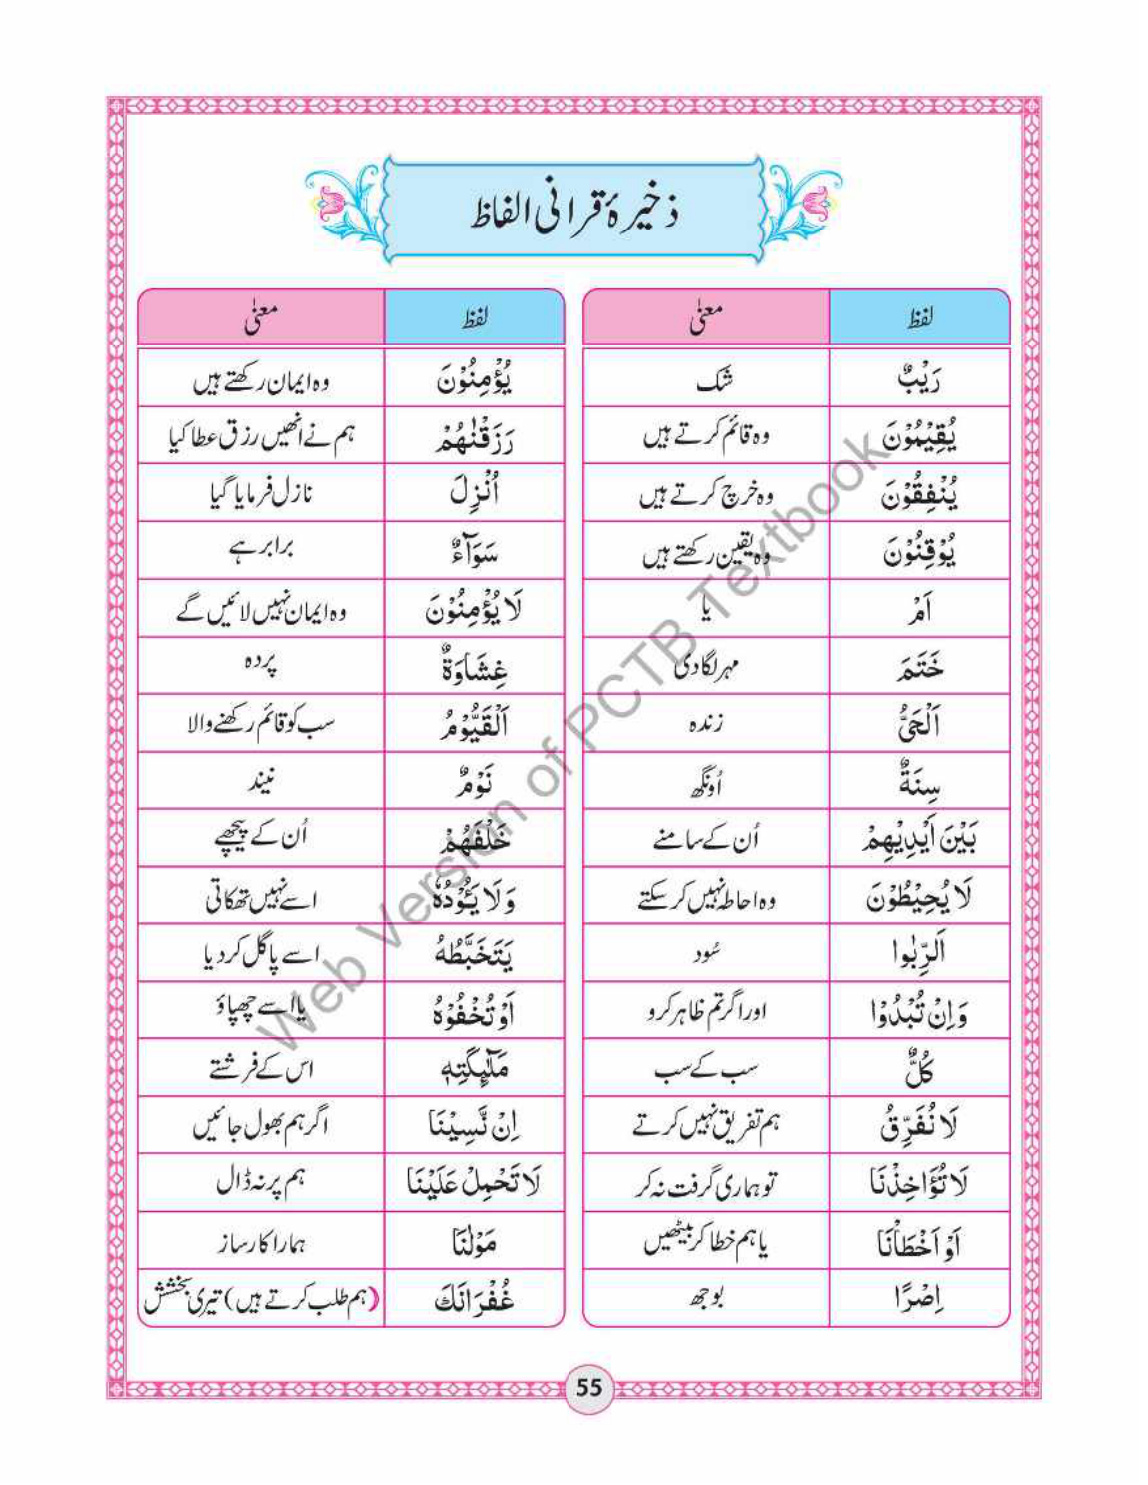 ذخیرۂ قرانی الفاظ
لفظ معنیٰ لفظ معنیٰ
رَیْبٌ شک یُؤْمِنُوْنَ وہ ایمان رکھتے ہیں
یُقِیْمُوْنَ وہ قائم کرتے ہیں رَزَقْنٰهُمْ ہم نے انھیں رزق عطا کیا
یُنْفِقُوْنَ وہ خرچ کرتے ہیں اُنْزِلَ نازل فرمایا گیا
یُوْقِنُوْنَ وہ یقین رکھتے ہیں سَوَآءٌ برابر ہے
اَمْ یا لَا یُؤْمِنُوْنَ وہ ایمان نہیں لائیں گے
خَتَمَ مہر لگا دی غِشَاوَةٌ پردہ
اَلْحَیُّ زندہ اَلْقَیُّوْمُ سب کو قائم رکھنے والا
سِنَةٌ اُونگھ نَوْمٌ نیند
بَیْنَ اَیْدِیْهِمْ اُن کے سامنے خَلْفَهُمْ اُن کے پیچھے
لَا یُحِیْطُوْنَ وہ احاطہ نہیں کر سکتے وَلَا یَـُٔوْدُهٗ اسے نہیں تھکاتی
اَلرِّبٰوا سُود یَتَخَبَّطُهُ اسے پاگل کر دیا
وَاِنْ تُبْدُوْا اور اگر تم ظاہر کرو اَوْ تُخْفُوْهُ یا اسے چھپاؤ
كُلٌّ سب کے سب مَلٰٓىِٕكَتِهٖ اس کے فرشتے
لَا نُفَرِّقُ ہم تفریق نہیں کرتے اِنْ نَّسِیْنَا اگر ہم بھول جائیں
لَا تُؤَاخِذْنَا تو ہماری گرفت نہ کر لَا تَحْمِلْ عَلَیْنَا ہم پر نہ ڈال
اَوْ اَخْطَاْنَا یا ہم خطا کر بیٹھیں مَوْلٰنَا ہمارا کارساز
اِصْرًا بوجھ غُفْرَانَكَ (ہم طلب کرتے ہیں) تیری بخشش
Web Version of PCTB Textbook
55